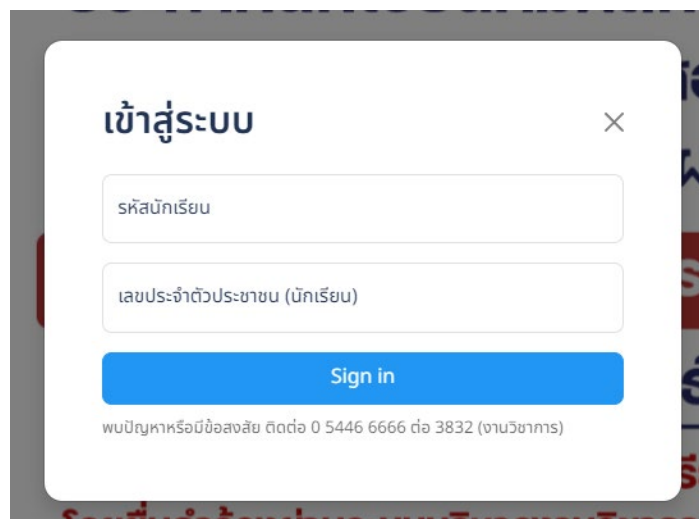 เข้าสู่ระบบ
รหัสนักเรียน
เลขประจำตัวประชาชน (นักเรียน)
Sign in
พบปัญหาหรือมีข้อสงสัย ติดต่อ 0 5446 6666 ต่อ 3832 (งานวิชาการ)